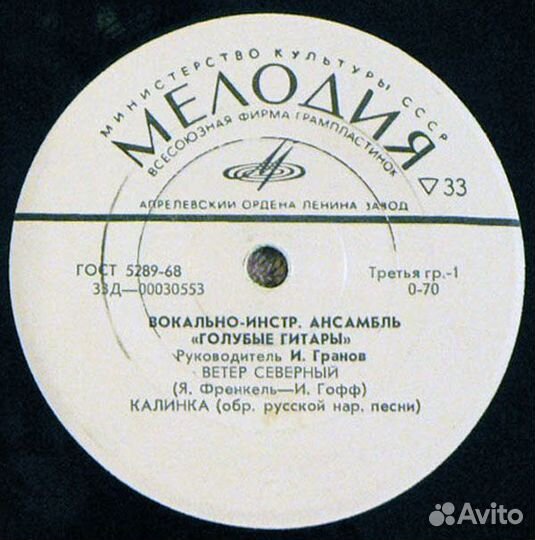 МИНИСТЕРСТВО КУЛЬТУРЫ СССР
МЕЛОДИЯ
ВСЕСОЮЗНАЯ ФИРМА ГРАМПЛАСТИНОК
▽33
АПРЕЛЕВСКИЙ ОРДЕНА ЛЕНИНА ЗАВОД
ГОСТ 5289-68 Третья гр.-1
33Д—00030553 0-70
ВОКАЛЬНО-ИНСТР. АНСАМБЛЬ
«ГОЛУБЫЕ ГИТАРЫ»
Руководитель И. Гранов
ВЕТЕР СЕВЕРНЫЙ
(Я. Френкель—И. Гофф)
КАЛИНКА (обр. русской нар. песни)
Avito